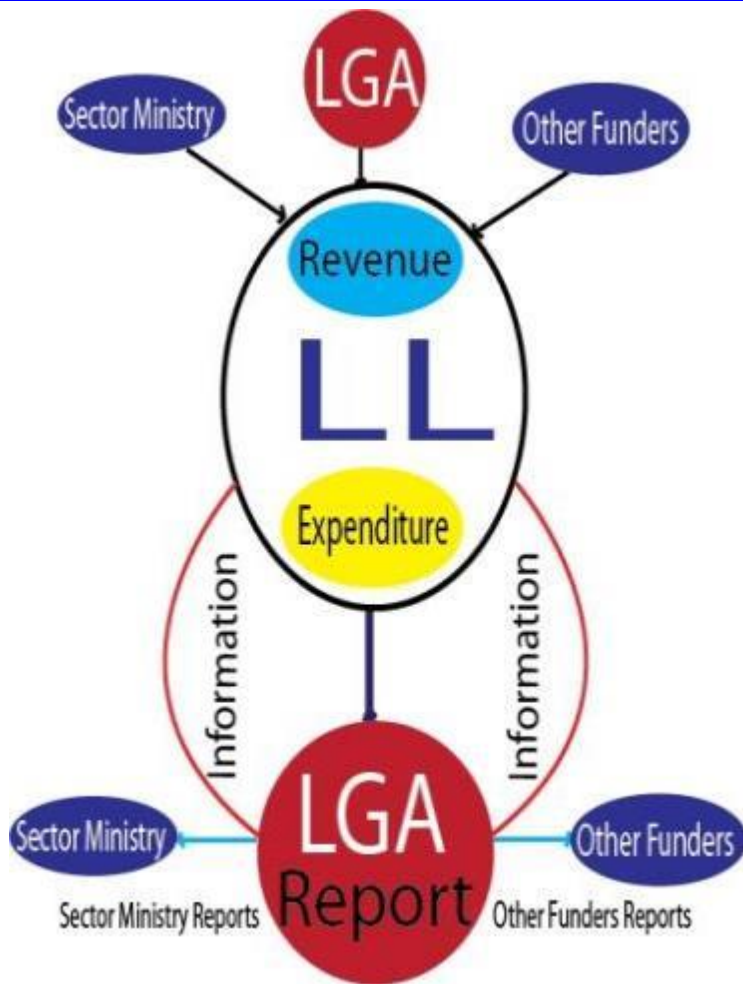 LGA
Sector Ministry
Other Funders
Revenue
LL
Expenditure
Information
Information
LGA
Report
Sector Ministry
Other Funders
Sector Ministry Reports
Other Funders Reports